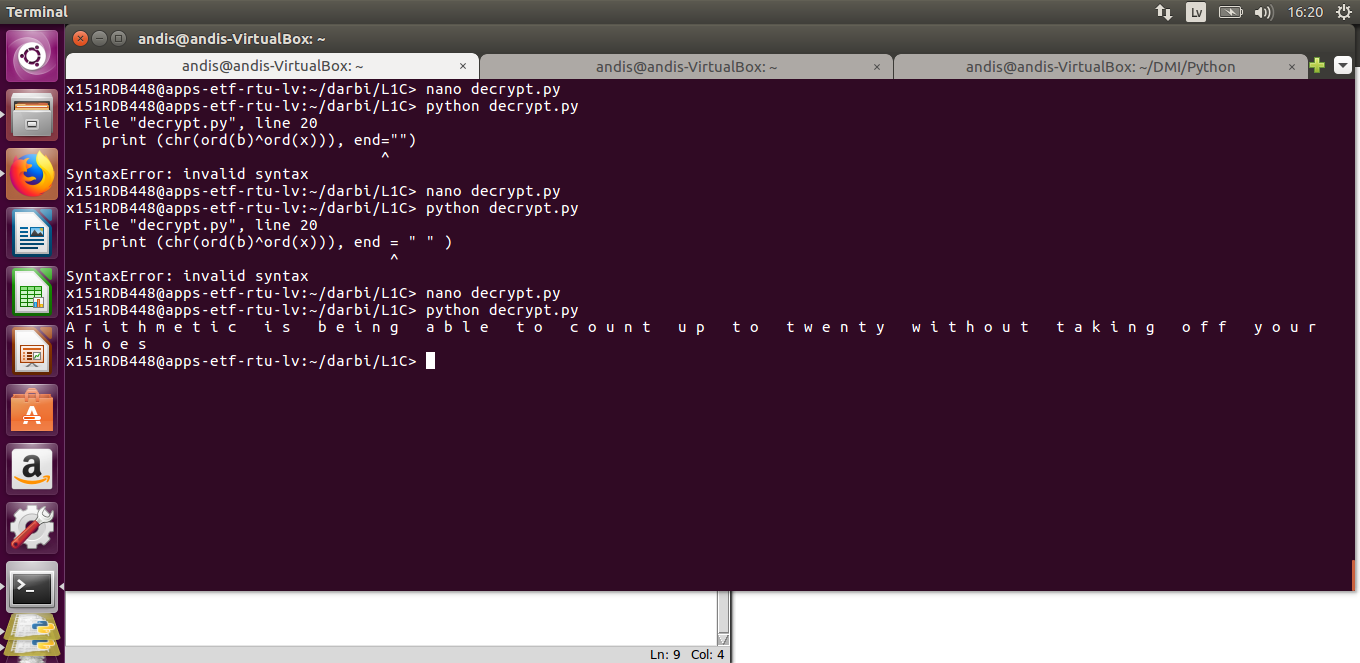 Terminal
Lv
16:20
andis@andis-VirtualBox: ~
andis@andis-VirtualBox: ~ ×
andis@andis-VirtualBox: ~ ×
andis@andis-VirtualBox: ~/DMI/Python ×
x151RDB448@apps-etf-rtu-lv:~/darbi/L1C> nano decrypt.py
x151RDB448@apps-etf-rtu-lv:~/darbi/L1C> python decrypt.py
  File "decrypt.py", line 20
    print (chr(ord(b)^ord(x))), end="")
                                   ^
SyntaxError: invalid syntax
x151RDB448@apps-etf-rtu-lv:~/darbi/L1C> nano decrypt.py
x151RDB448@apps-etf-rtu-lv:~/darbi/L1C> python decrypt.py
  File "decrypt.py", line 20
    print (chr(ord(b)^ord(x))), end = " " )
                                    ^
SyntaxError: invalid syntax
x151RDB448@apps-etf-rtu-lv:~/darbi/L1C> nano decrypt.py
x151RDB448@apps-etf-rtu-lv:~/darbi/L1C> python decrypt.py
A r i t h m e t i c   i s   b e i n g   a b l e   t o   c o u n t   u p   t o   t w e n t y   w i t h o u t   t a k i n g   o f f   y o u r
s h o e s
x151RDB448@apps-etf-rtu-lv:~/darbi/L1C>
Ln: 9 Col: 4